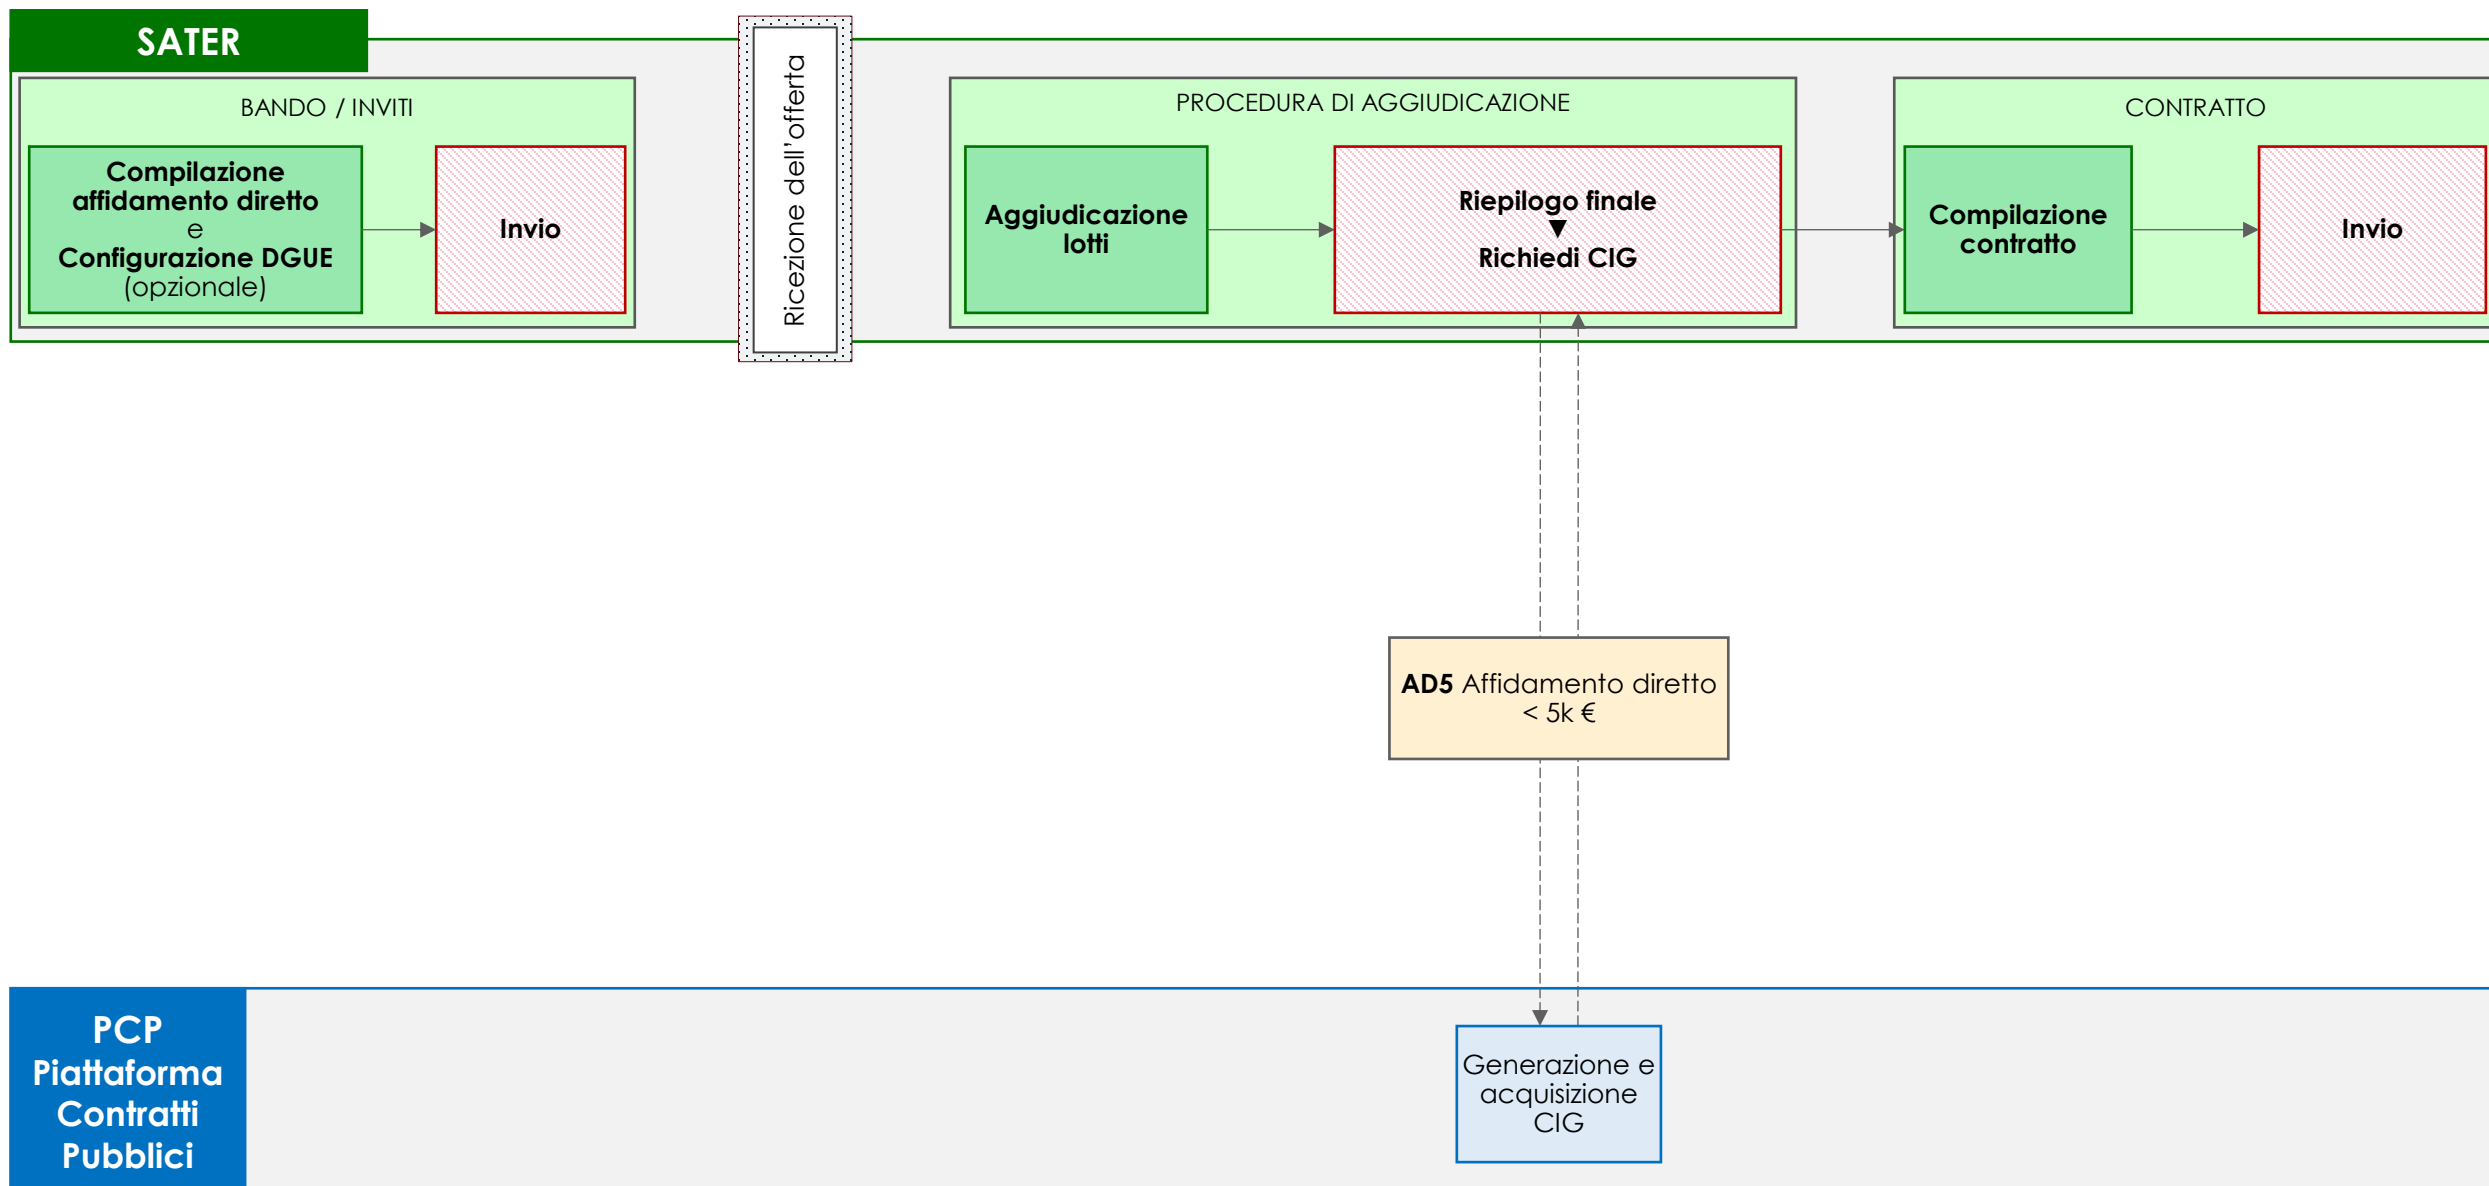 SATER
BANDO / INVITI
Compilazione
affidamento diretto
e
Configurazione DGUE
(opzionale)
Invio
Ricezione dell'offerta
PROCEDURA DI AGGIUDICAZIONE
Aggiudicazione
lotti
Riepilogo finale
▼
Richiedi CIG
CONTRATTO
Compilazione
contratto
Invio
AD5 Affidamento diretto
< 5k €
PCP
Piattaforma
Contratti
Pubblici
Generazione e
acquisizione
CIG